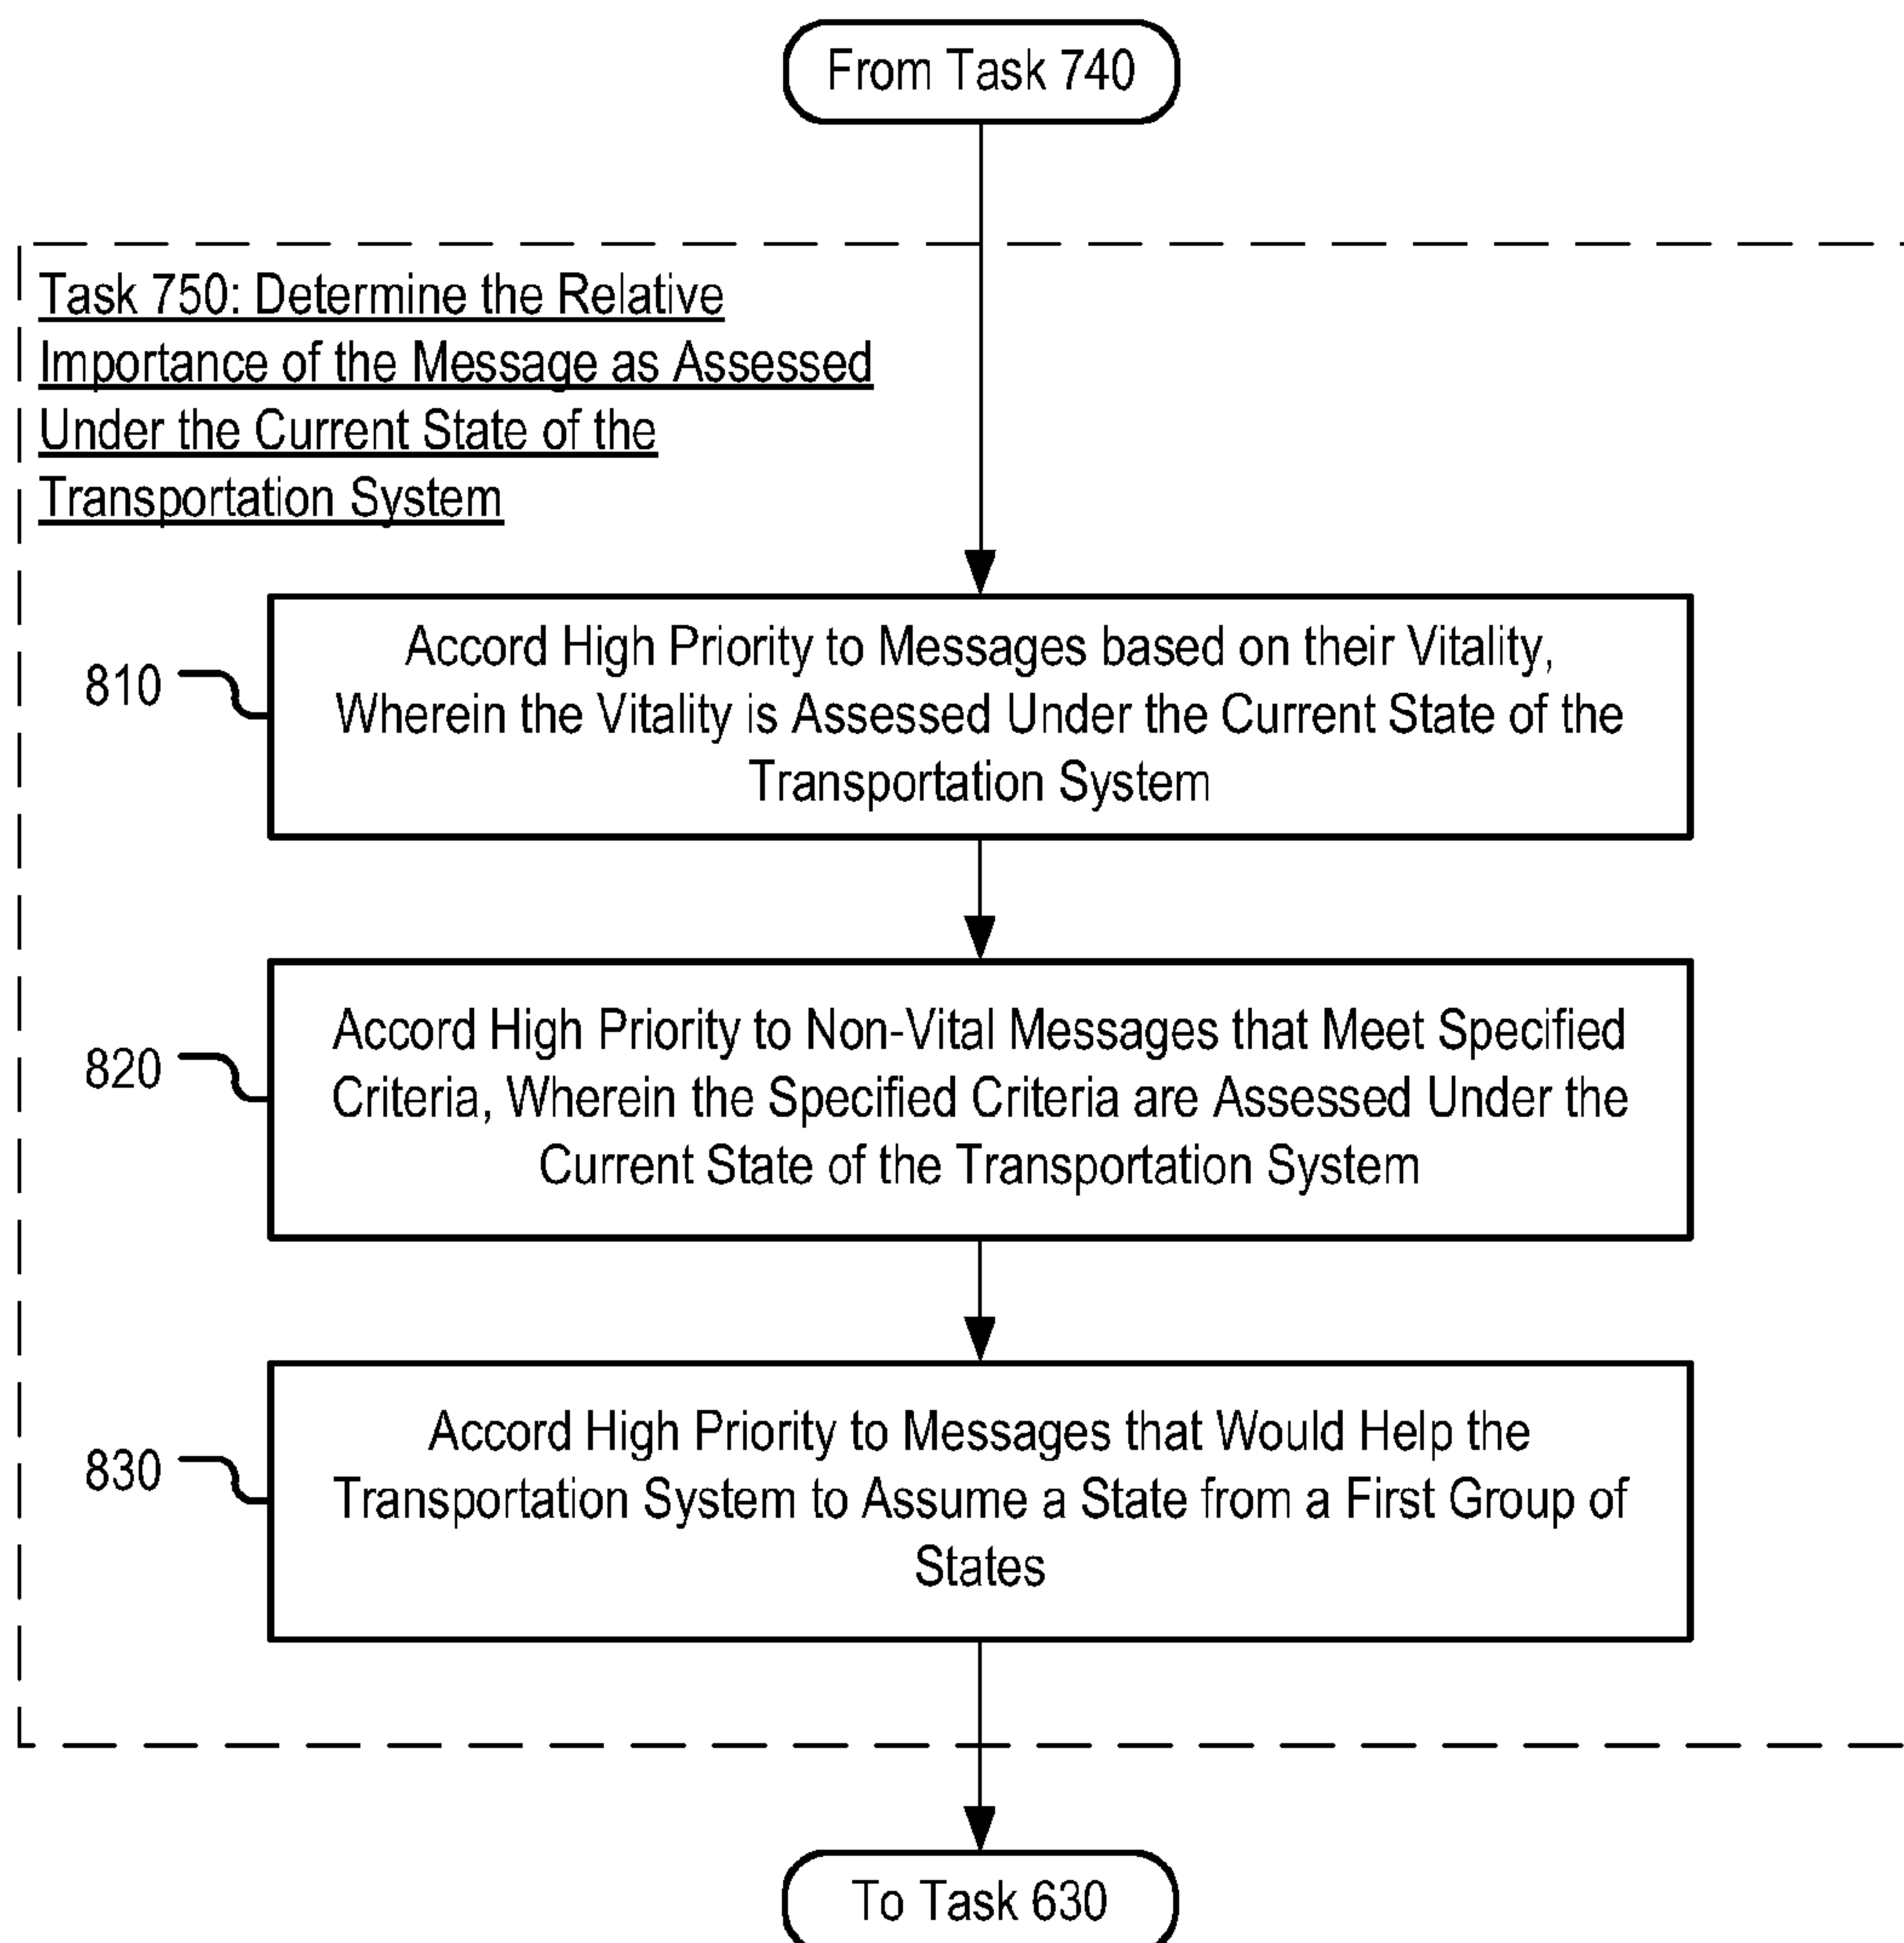 From Task 740
Task 750: Determine the Relative
Importance of the Message as Assessed
Under the Current State of the
Transportation System
810
Accord High Priority to Messages based on their Vitality,
Wherein the Vitality is Assessed Under the Current State of the
Transportation System
820
Accord High Priority to Non-Vital Messages that Meet Specified
Criteria, Wherein the Specified Criteria are Assessed Under the
Current State of the Transportation System
830
Accord High Priority to Messages that Would Help the
Transportation System to Assume a State from a First Group of
States
To Task 630